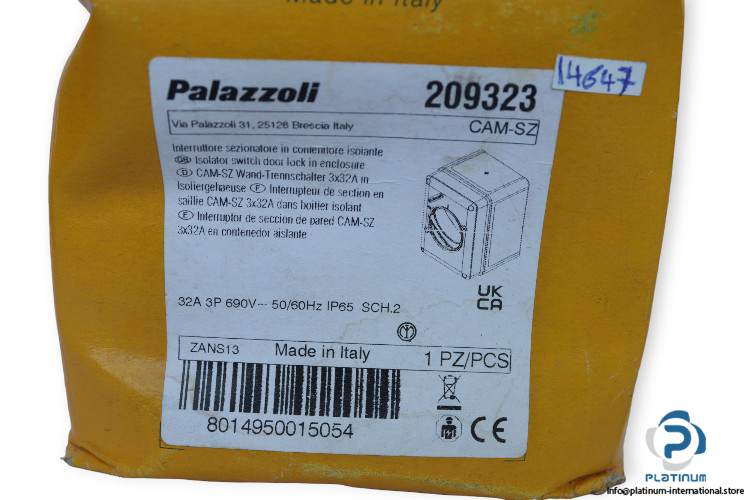 Made in Italy
14647
Palazzoli
209323
Via Palazzoli 31, 25128 Brescia Italy
CAM-SZ
Interruttore sezionatore in contenitore isolante
GB Isolator switch door lock in enclosure
D CAM-SZ Wand-Trennschalter 3x32A in
Isoliergehaeuse F Interrupteur de section en
saillie CAM-SZ 3x32A dans boitier isolant
E Interruptor de seccion de pared CAM-SZ
3x32A en contenedor aislante
32A 3P 690V~ 50/60Hz IP65 SCH.2
UK
CA
ZANS13
Made in Italy
1 PZ/PCS
8014950015054
CE
PLATINUM
info@platinum-international.store